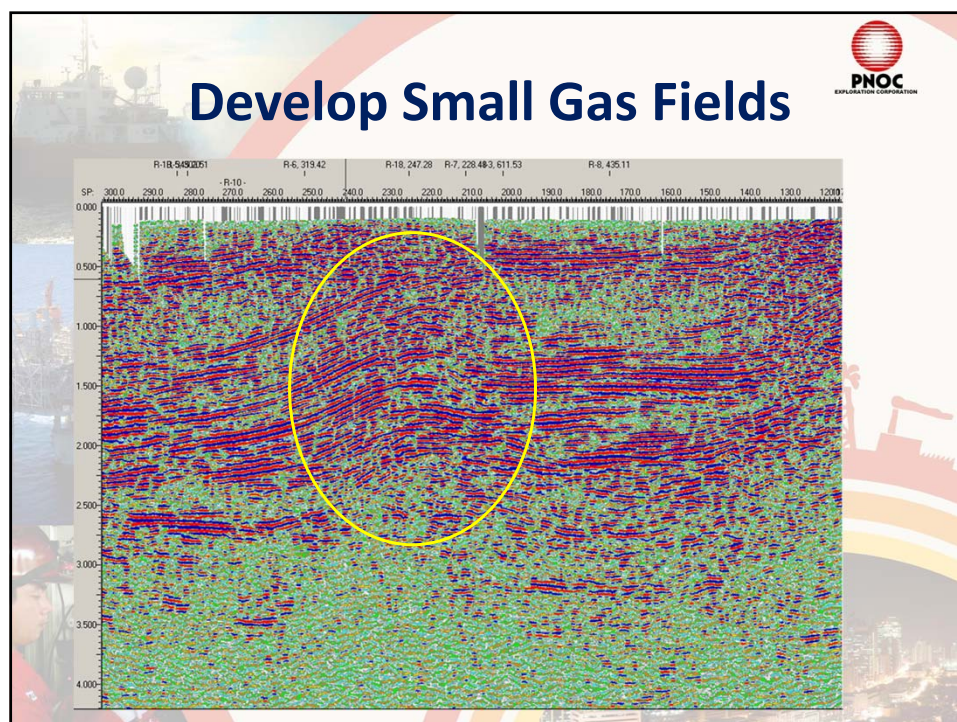 PNOC
EXPLORATION CORPORATION
Develop Small Gas Fields
R-6, 319.42 R-18, 247.28 R-7, 228.48 R-8, 435.11
- R-10 -
SP: 300.0 290.0 280.0 270.0 260.0 250.0 240.0 230.0 220.0 210.0 200.0 190.0 180.0 170.0 160.0 150.0 140.0 130.0
0.000
0.500
1.000
1.500
2.000
2.500
3.000
3.500
4.000